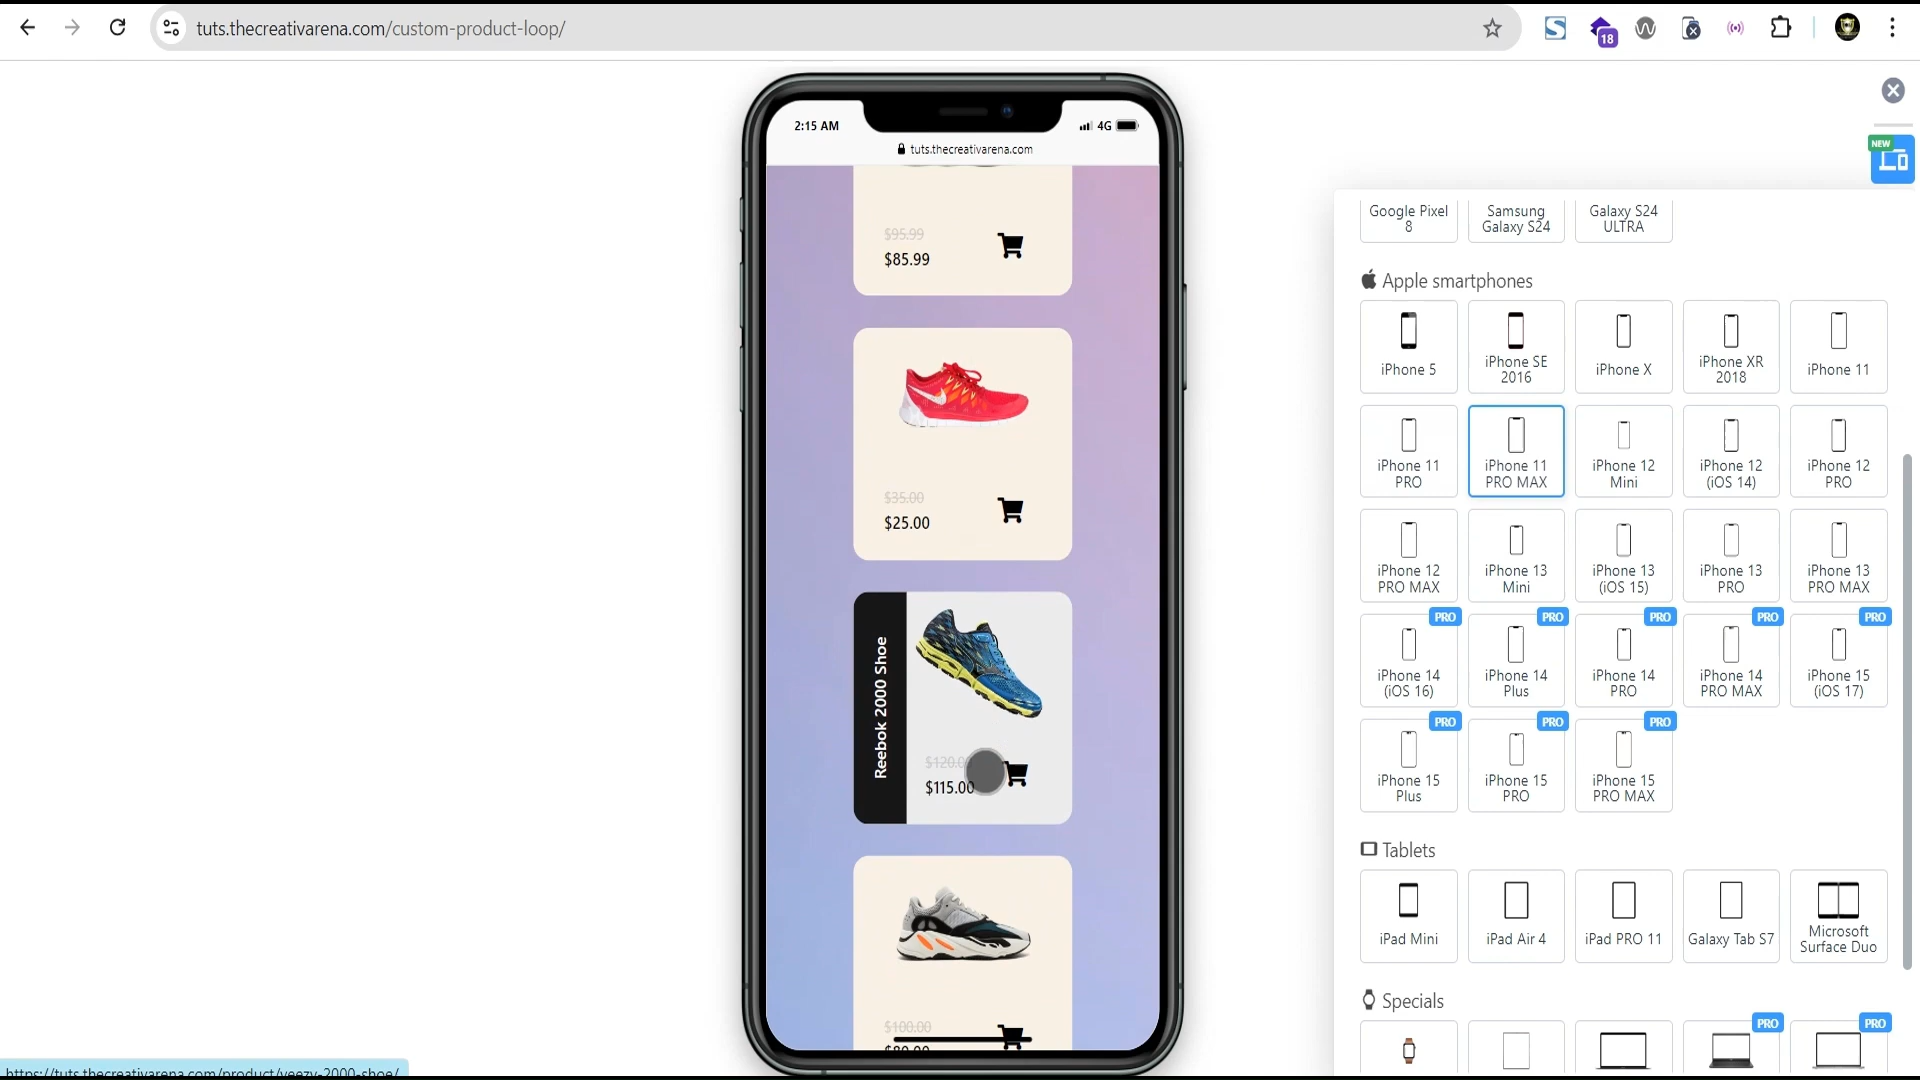 tuts.thecreativarena.com/custom-product-loop/
18
2:15 AM
4G
tuts.thecreativarena.com
$95.99
$85.99
$35.00
$25.00
Reebok 2000 Shoe
$115.00
$100.00
$80.00
https://tuts.thecreativarena.com/product/yeezy-2000-shoe/
NEW
Google Pixel
8
Samsung
Galaxy S24
Galaxy S24
ULTRA
Apple smartphones
iPhone 5
iPhone SE
2016
iPhone X
iPhone XR
2018
iPhone 11
iPhone 11
PRO
iPhone 11
PRO MAX
iPhone 12
Mini
iPhone 12
(iOS 14)
iPhone 12
PRO
iPhone 12
PRO MAX
iPhone 13
Mini
iPhone 13
(iOS 15)
iPhone 13
PRO
iPhone 13
PRO MAX
PRO
iPhone 14
(iOS 16)
PRO
iPhone 14
Plus
PRO
iPhone 14
PRO
PRO
iPhone 14
PRO MAX
PRO
iPhone 15
(iOS 17)
PRO
iPhone 15
Plus
PRO
iPhone 15
PRO
PRO
iPhone 15
PRO MAX
Tablets
iPad Mini
iPad Air 4
iPad PRO 11
Galaxy Tab S7
Microsoft
Surface Duo
Specials
PRO
PRO